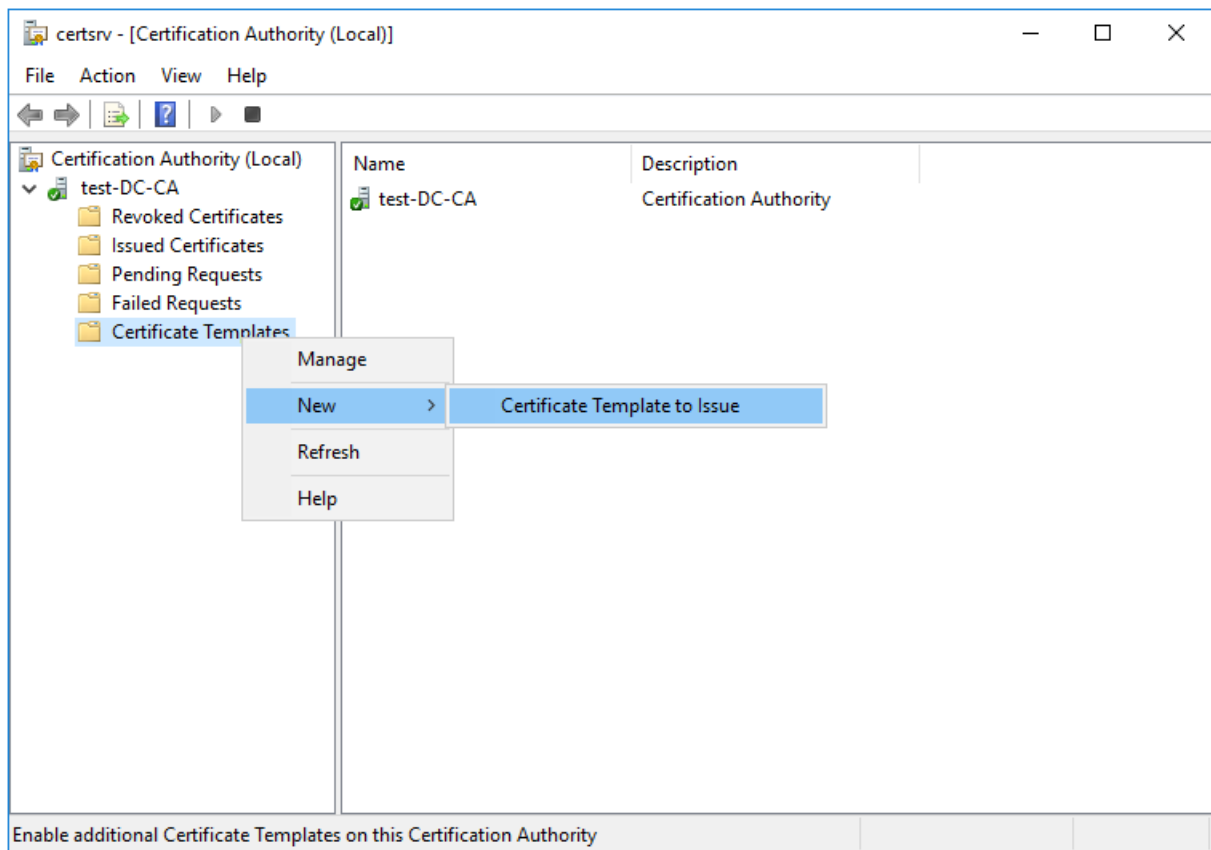 certsrv - [Certification Authority (Local)]
File Action View Help
Certification Authority (Local)
test-DC-CA
Revoked Certificates
Issued Certificates
Pending Requests
Failed Requests
Certificate Templates
Name Description
test-DC-CA Certification Authority
Manage
New
Certificate Template to Issue
Refresh
Help
Enable additional Certificate Templates on this Certification Authority